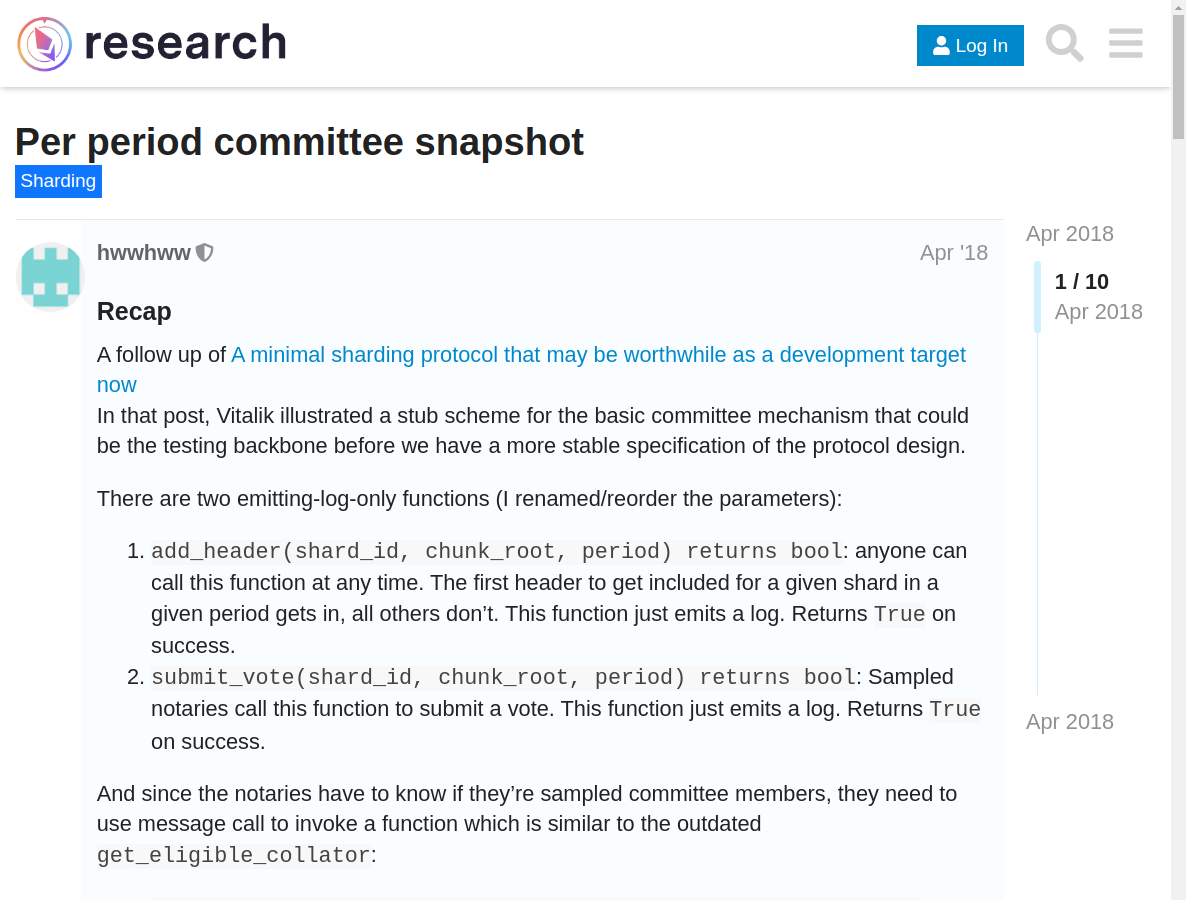 research
Log In
Per period committee snapshot
Sharding
hwwhww
Apr '18
Recap
A follow up of A minimal sharding protocol that may be worthwhile as a development target
now
In that post, Vitalik illustrated a stub scheme for the basic committee mechanism that could
be the testing backbone before we have a more stable specification of the protocol design.
There are two emitting-log-only functions (I renamed/reorder the parameters):
1. add_header(shard_id, chunk_root, period) returns bool: anyone can
call this function at any time. The first header to get included for a given shard in a
given period gets in, all others don’t. This function just emits a log. Returns True on
success.
2. submit_vote(shard_id, chunk_root, period) returns bool: Sampled
notaries call this function to submit a vote. This function just emits a log. Returns True
on success.
And since the notaries have to know if they’re sampled committee members, they need to
use message call to invoke a function which is similar to the outdated
get_eligible_collator:
Apr 2018
1 / 10
Apr 2018
Apr 2018